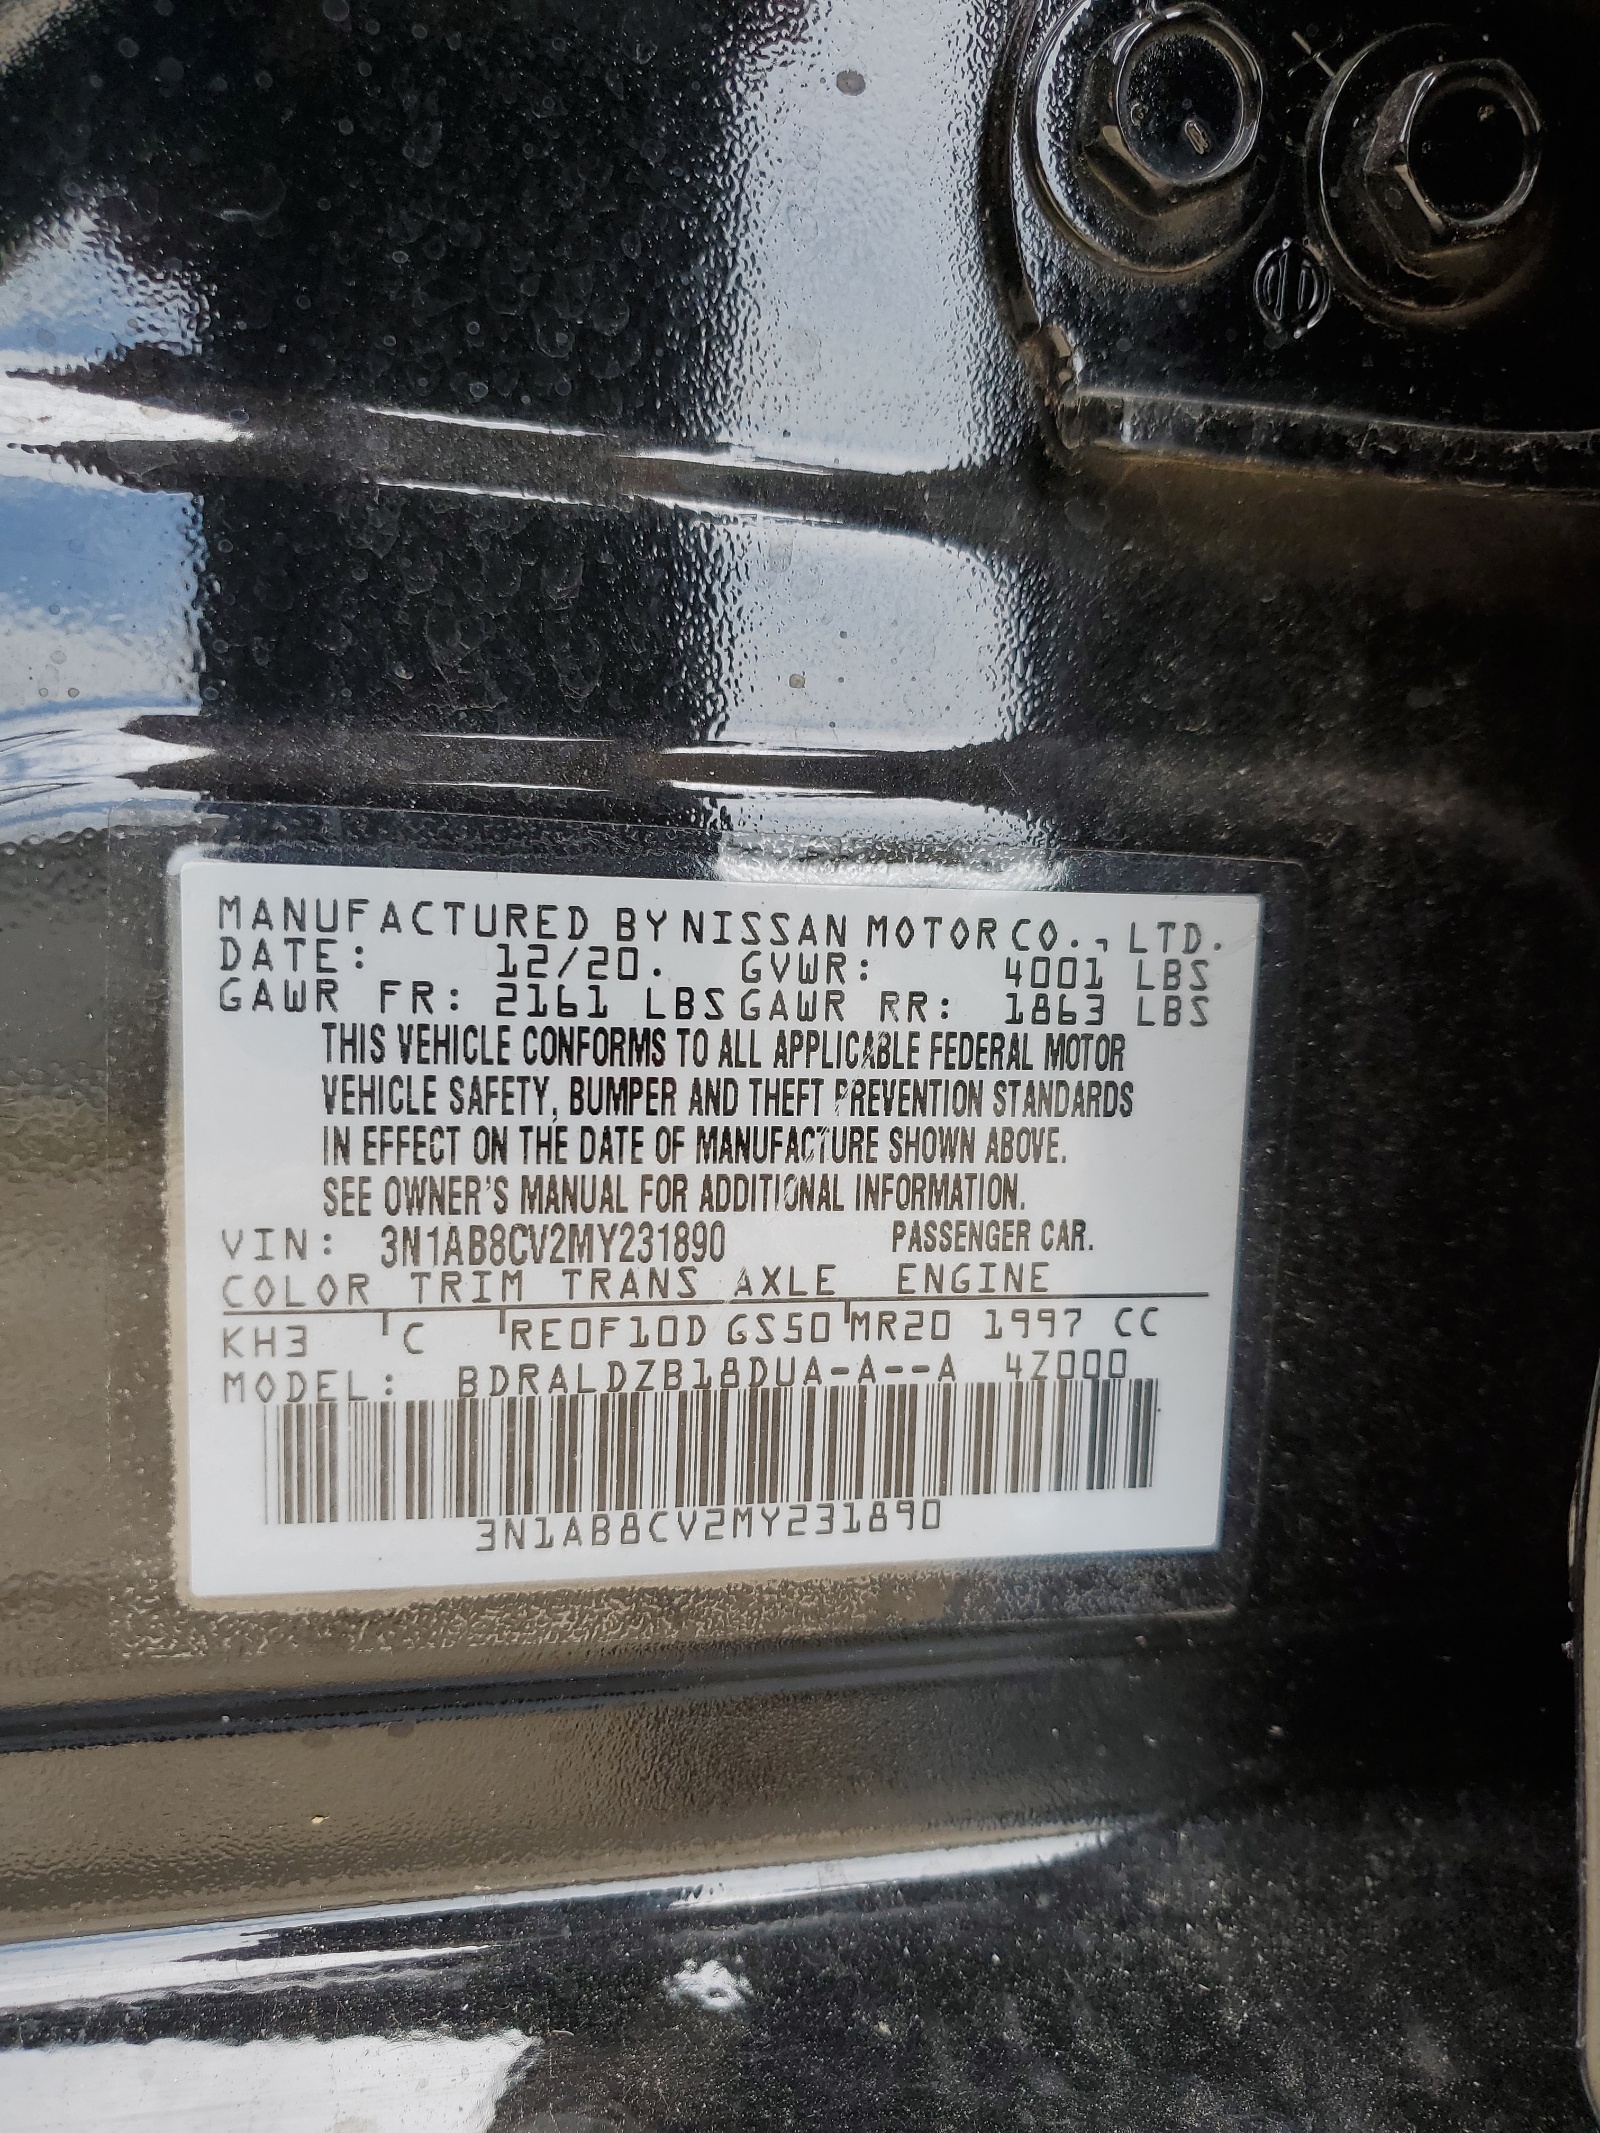 MANUFACTURED BY NISSAN MOTOR CO., LTD.
DATE: 12/20. GVWR: 4001 LBS
GAWR FR: 2161 LBS GAWR RR: 1863 LBS
THIS VEHICLE CONFORMS TO ALL APPLICABLE FEDERAL MOTOR
VEHICLE SAFETY, BUMPER AND THEFT PREVENTION STANDARDS
IN EFFECT ON THE DATE OF MANUFACTURE SHOWN ABOVE.
SEE OWNER'S MANUAL FOR ADDITIONAL INFORMATION.
VIN: 3N1AB8CV2MY231890 PASSENGER CAR.
COLOR TRIM TRANS AXLE ENGINE
KH3 C RE0F10D GS50 MR20 1997 CC
MODEL: BDRALDZB18DUA-A--A 4Z000
3N1AB8CV2MY231890